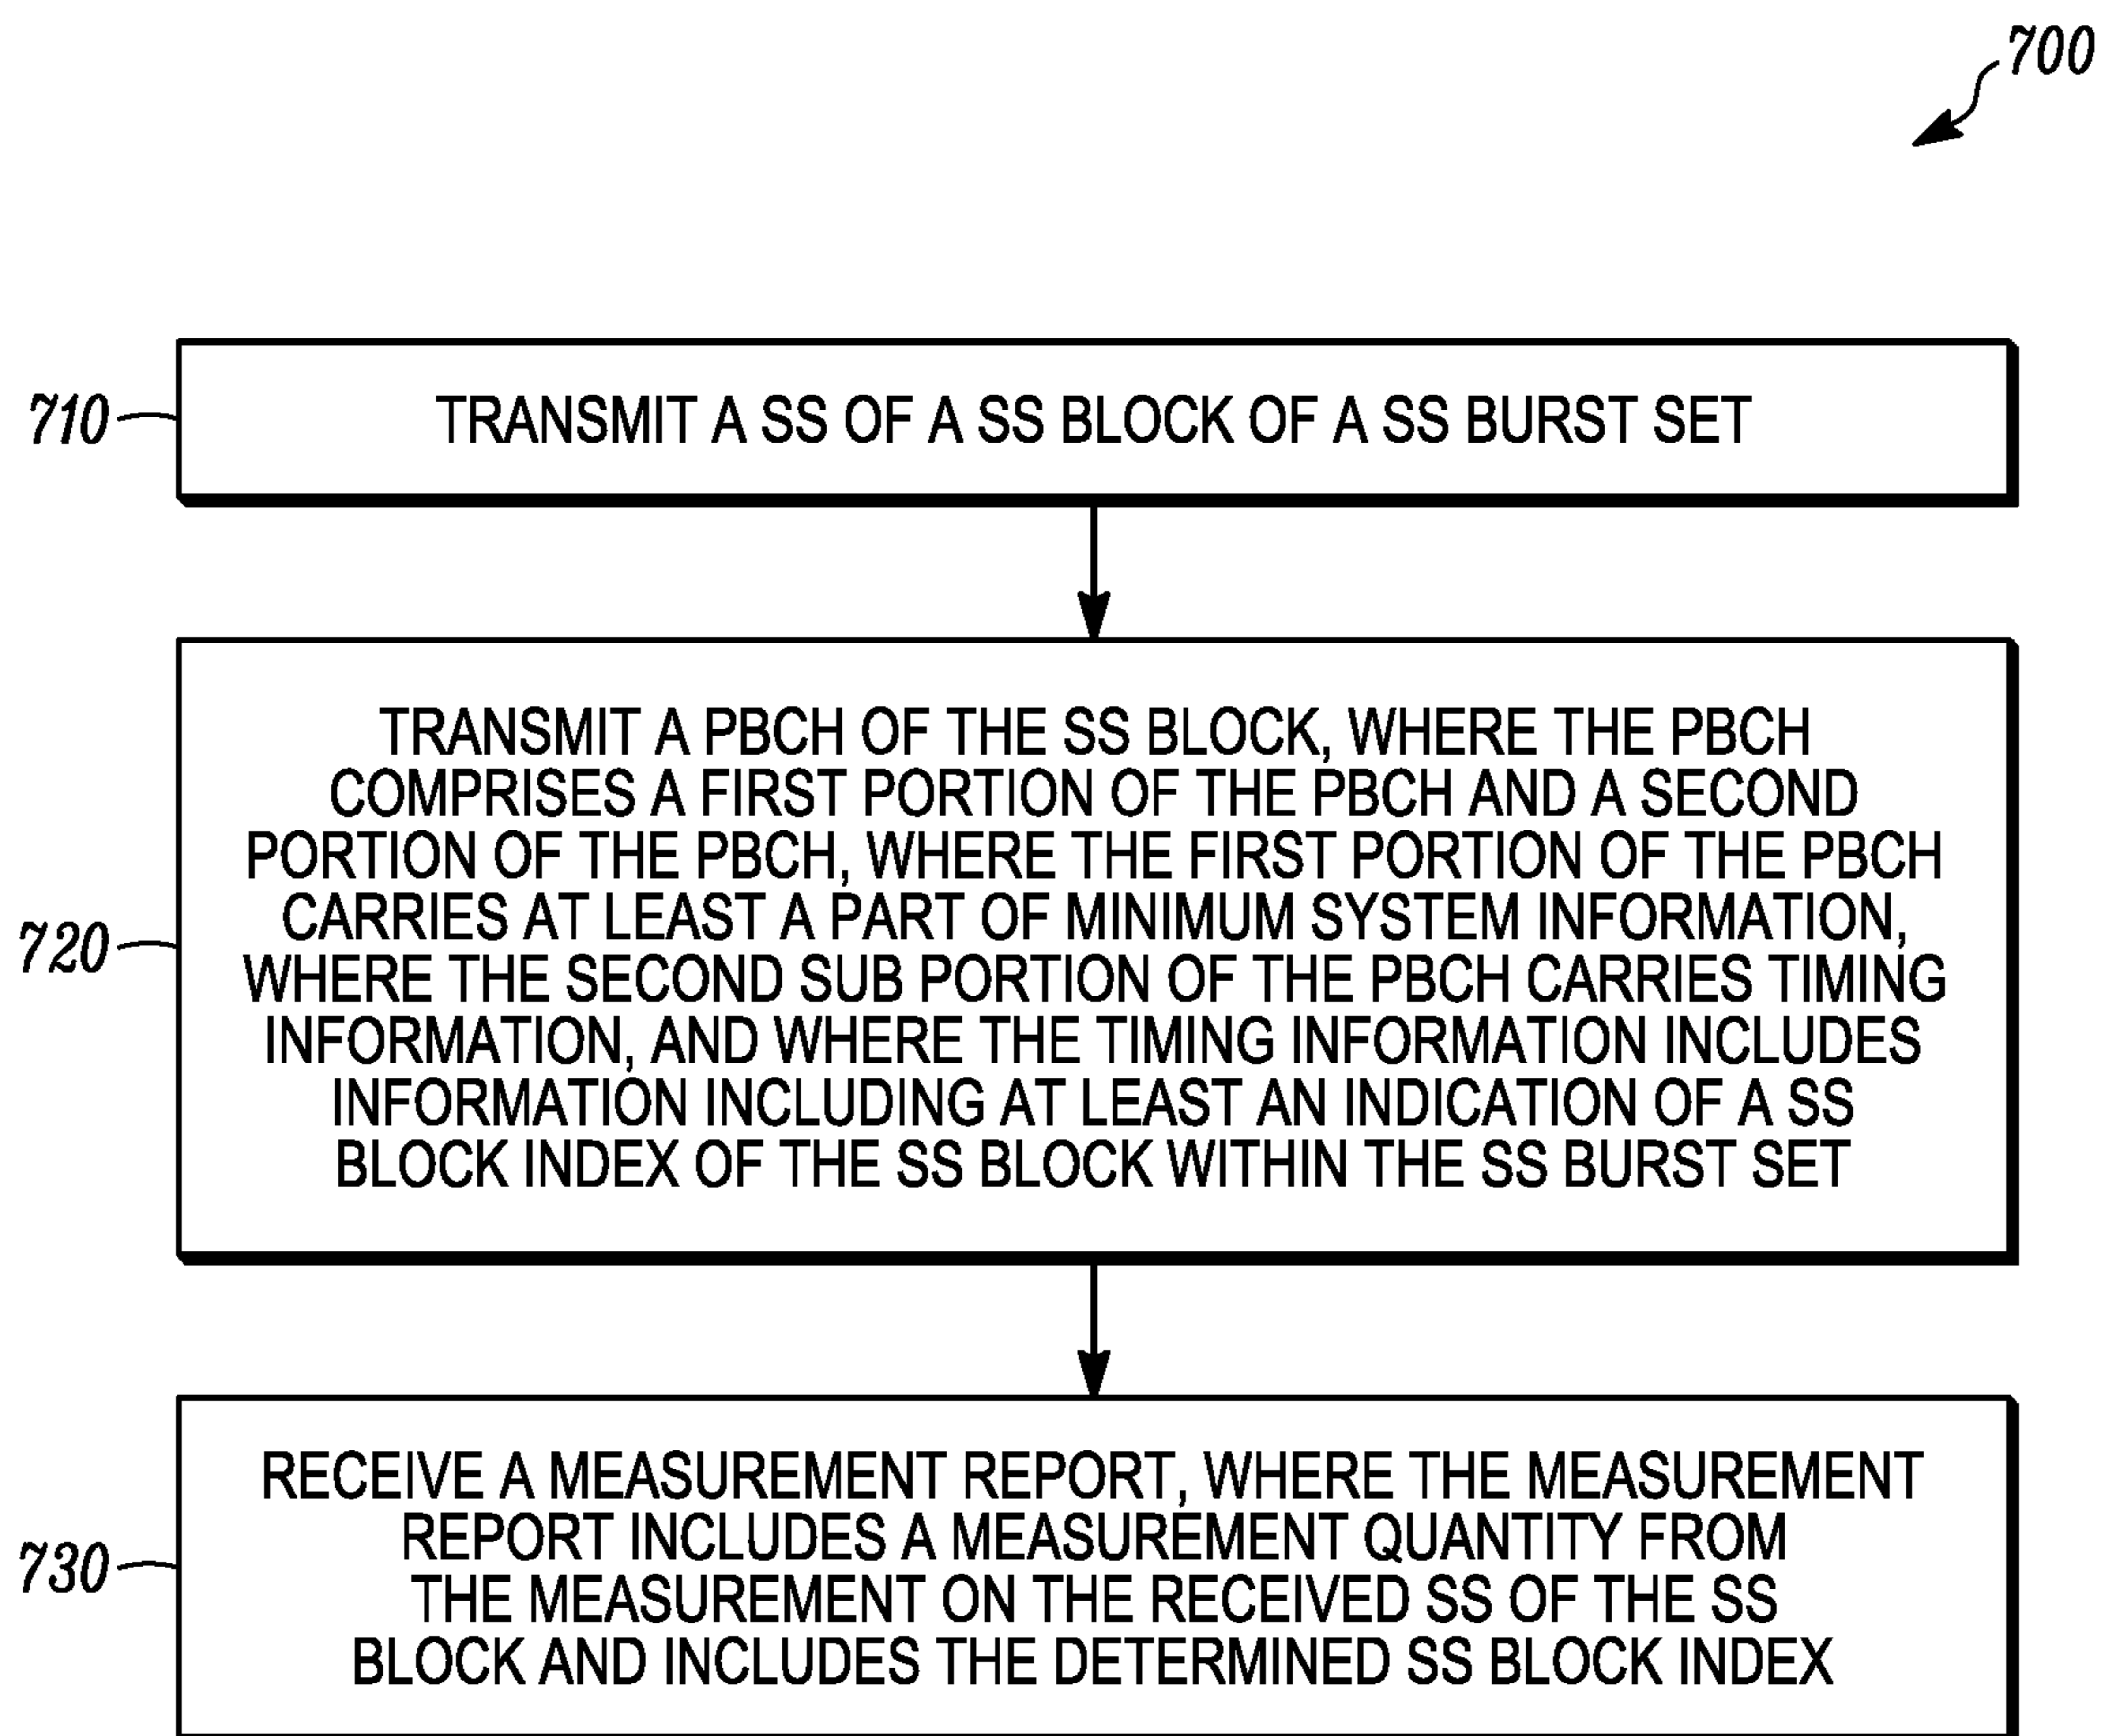 700
710
TRANSMIT A SS OF A SS BLOCK OF A SS BURST SET
720
TRANSMIT A PBCH OF THE SS BLOCK, WHERE THE PBCH
COMPRISES A FIRST PORTION OF THE PBCH AND A SECOND
PORTION OF THE PBCH, WHERE THE FIRST PORTION OF THE PBCH
CARRIES AT LEAST A PART OF MINIMUM SYSTEM INFORMATION,
WHERE THE SECOND SUB PORTION OF THE PBCH CARRIES TIMING
INFORMATION, AND WHERE THE TIMING INFORMATION INCLUDES
INFORMATION INCLUDING AT LEAST AN INDICATION OF A SS
BLOCK INDEX OF THE SS BLOCK WITHIN THE SS BURST SET
730
RECEIVE A MEASUREMENT REPORT, WHERE THE MEASUREMENT
REPORT INCLUDES A MEASUREMENT QUANTITY FROM
THE MEASUREMENT ON THE RECEIVED SS OF THE SS
BLOCK AND INCLUDES THE DETERMINED SS BLOCK INDEX